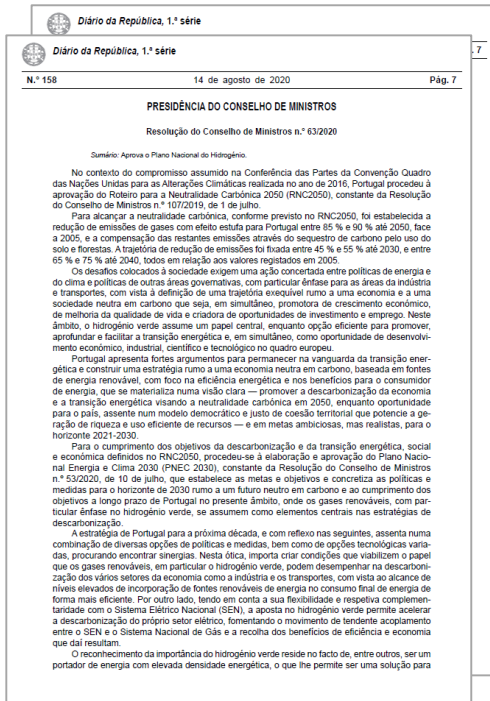 Diário da República, 1.ª série
. 7
Diário da República, 1.ª série
N.º 158 14 de agosto de 2020 Pág. 7
PRESIDÊNCIA DO CONSELHO DE MINISTROS
Resolução do Conselho de Ministros n.º 63/2020
Sumário: Aprova o Plano Nacional do Hidrogénio.
No contexto do compromisso assumido na Conferência das Partes da Convenção Quadro
das Nações Unidas para as Alterações Climáticas realizada no ano de 2016, Portugal procedeu à
aprovação do Roteiro para a Neutralidade Carbónica 2050 (RNC2050), constante da Resolução
do Conselho de Ministros n.º 107/2019, de 1 de julho.
Para alcançar a neutralidade carbónica, conforme previsto no RNC2050, foi estabelecida a
redução de emissões de gases com efeito estufa para Portugal entre 85 % e 90 % até 2050, face
a 2005, e a compensação das restantes emissões através do sequestro de carbono pelo uso do
solo e florestas. A trajetória de redução de emissões foi fixada entre 45 % e 55 % até 2030, e entre
65 % e 75 % até 2040, todos em relação aos valores registados em 2005.
Os desafios colocados à sociedade exigem uma ação concertada entre políticas de energia e
do clima e políticas de outras áreas governativas, com particular ênfase para as áreas da indústria
e transportes, com vista à definição de uma trajetória exequível rumo a uma economia e a uma
sociedade neutra em carbono que seja, em simultâneo, promotora de crescimento económico,
de melhoria da qualidade de vida e criadora de oportunidades de investimento e emprego. Neste
âmbito, o hidrogénio verde assume um papel central, enquanto opção eficiente para promover,
aprofundar e facilitar a transição energética e, em simultâneo, como oportunidade de desenvolvi-
mento económico, industrial, científico e tecnológico no quadro europeu.
Portugal apresenta fortes argumentos para permanecer na vanguarda da transição ener-
gética e construir uma estratégia rumo a uma economia neutra em carbono, baseada em fontes
de energia renovável, com foco na eficiência energética e nos benefícios para o consumidor
de energia, que se materializa numa visão clara — promover a descarbonização da economia
e a transição energética visando a neutralidade carbónica em 2050, enquanto oportunidade
para o país, assente num modelo democrático e justo de coesão territorial que potencie a ge-
ração de riqueza e uso eficiente de recursos — e em metas ambiciosas, mas realistas, para o
horizonte 2021-2030.
Para o cumprimento dos objetivos da descarbonização e da transição energética, social
e económica definidos no RNC2050, procedeu-se à elaboração e aprovação do Plano Nacio-
nal Energia e Clima 2030 (PNEC 2030), constante da Resolução do Conselho de Ministros
n.º 53/2020, de 10 de julho, que estabelece as metas e objetivos e concretiza as políticas e
medidas para o horizonte de 2030 rumo a um futuro neutro em carbono e ao cumprimento dos
objetivos a longo prazo de Portugal no presente âmbito, onde os gases renováveis, com par-
ticular ênfase no hidrogénio verde, se assumem como elementos centrais nas estratégias de
descarbonização.
A estratégia de Portugal para a próxima década, e com reflexo nas seguintes, assenta numa
combinação de diversas opções de políticas e medidas, bem como de opções tecnológicas varia-
das, procurando encontrar sinergias. Nesta ótica, importa criar condições que viabilizem o papel
que os gases renováveis, em particular o hidrogénio verde, podem desempenhar na descarboni-
zação dos vários setores da economia como a indústria e os transportes, com vista ao alcance de
níveis elevados de incorporação de fontes renováveis de energia no consumo final de energia de
forma mais eficiente. Por outro lado, tendo em conta a sua flexibilidade e respetiva complemen-
taridade com o Sistema Elétrico Nacional (SEN), a aposta no hidrogénio verde permite acelerar
a descarbonização do próprio setor elétrico, fomentando o movimento de tendente acoplamento
entre o SEN e o Sistema Nacional de Gás e a recolha dos benefícios de eficiência e economia
que daí resultam.
O reconhecimento da importância do hidrogénio verde reside no facto de, entre outros, ser um
portador de energia com elevada densidade energética, o que lhe permite ser uma solução para